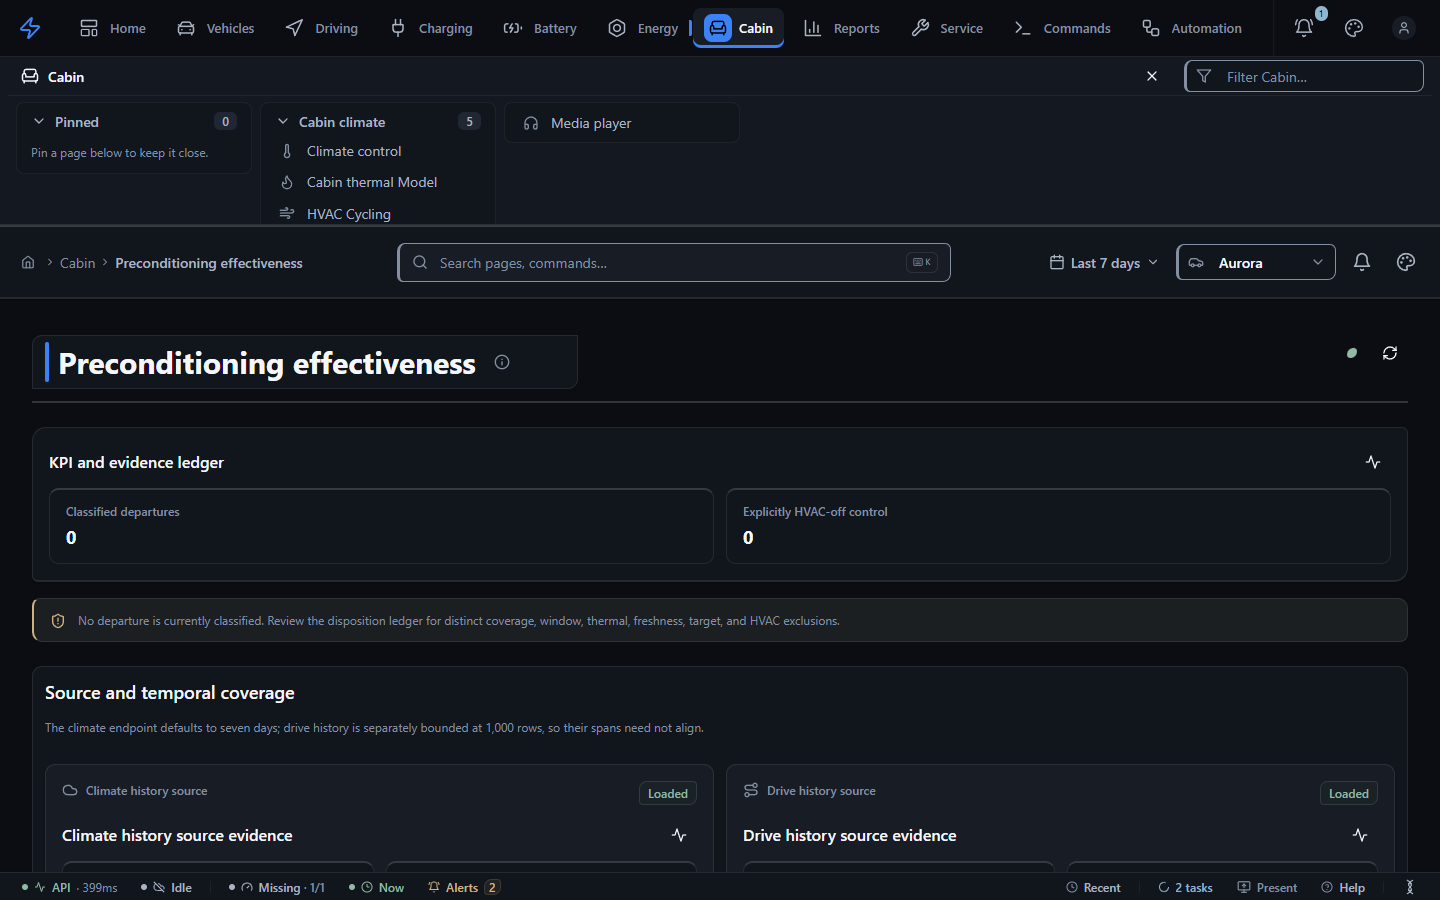 Home Vehicles Driving Charging Battery Energy Cabin Reports Service Commands Automation 1
Cabin Filter Cabin...
Pinned 0
Pin a page below to keep it close.
Cabin climate 5
Climate control
Cabin thermal Model
HVAC Cycling
Media player
Cabin Preconditioning effectiveness Search pages, commands... K Last 7 days Aurora
Preconditioning effectiveness
KPI and evidence ledger
Classified departures
0
Explicitly HVAC-off control
0
No departure is currently classified. Review the disposition ledger for distinct coverage, window, thermal, freshness, target, and HVAC exclusions.
Source and temporal coverage
The climate endpoint defaults to seven days; drive history is separately bounded at 1,000 rows, so their spans need not align.
Climate history source Loaded
Climate history source evidence
Drive history source Loaded
Drive history source evidence
API · 399ms Idle Missing · 1/1 Now Alerts 2 Recent 2 tasks Present Help